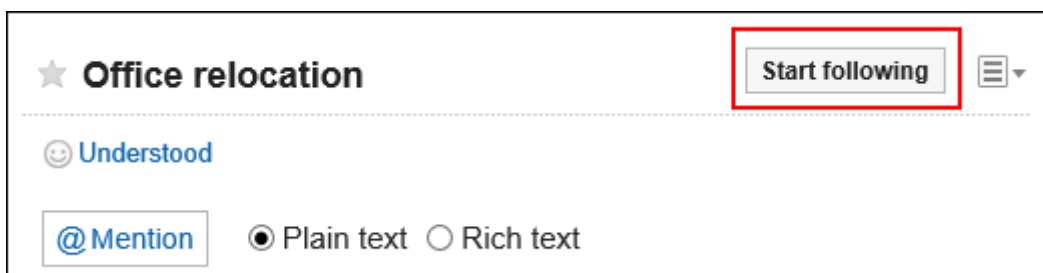 Office relocation Start following
Understood
@Mention Plain text Rich text